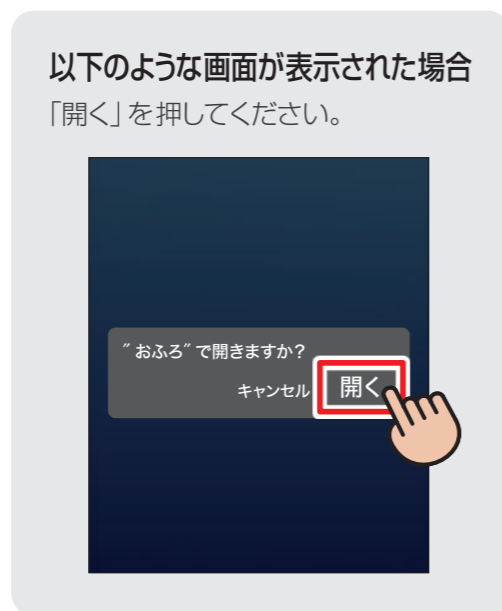 以下のような画面が表示された場合
「開く」を押してください。
″おふろ″で開きますか?
キャンセル 開く